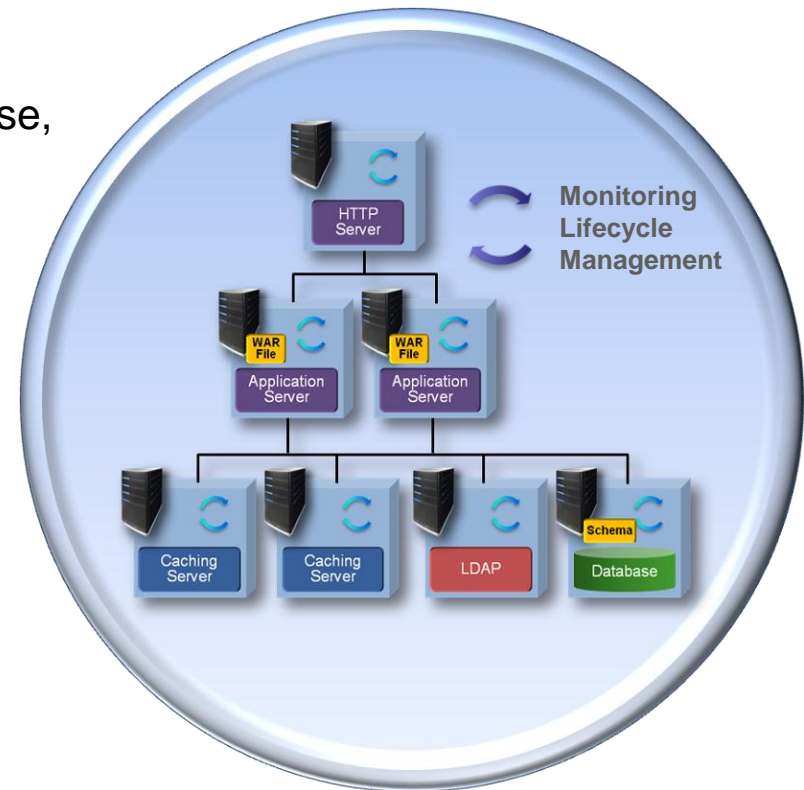 se,
HTTP
Server
Monitoring
Lifecycle
Management
WAR
File
WAR
File
Application
Server
Application
Server
Schema
Caching
Server
Caching
Server
LDAP
Database